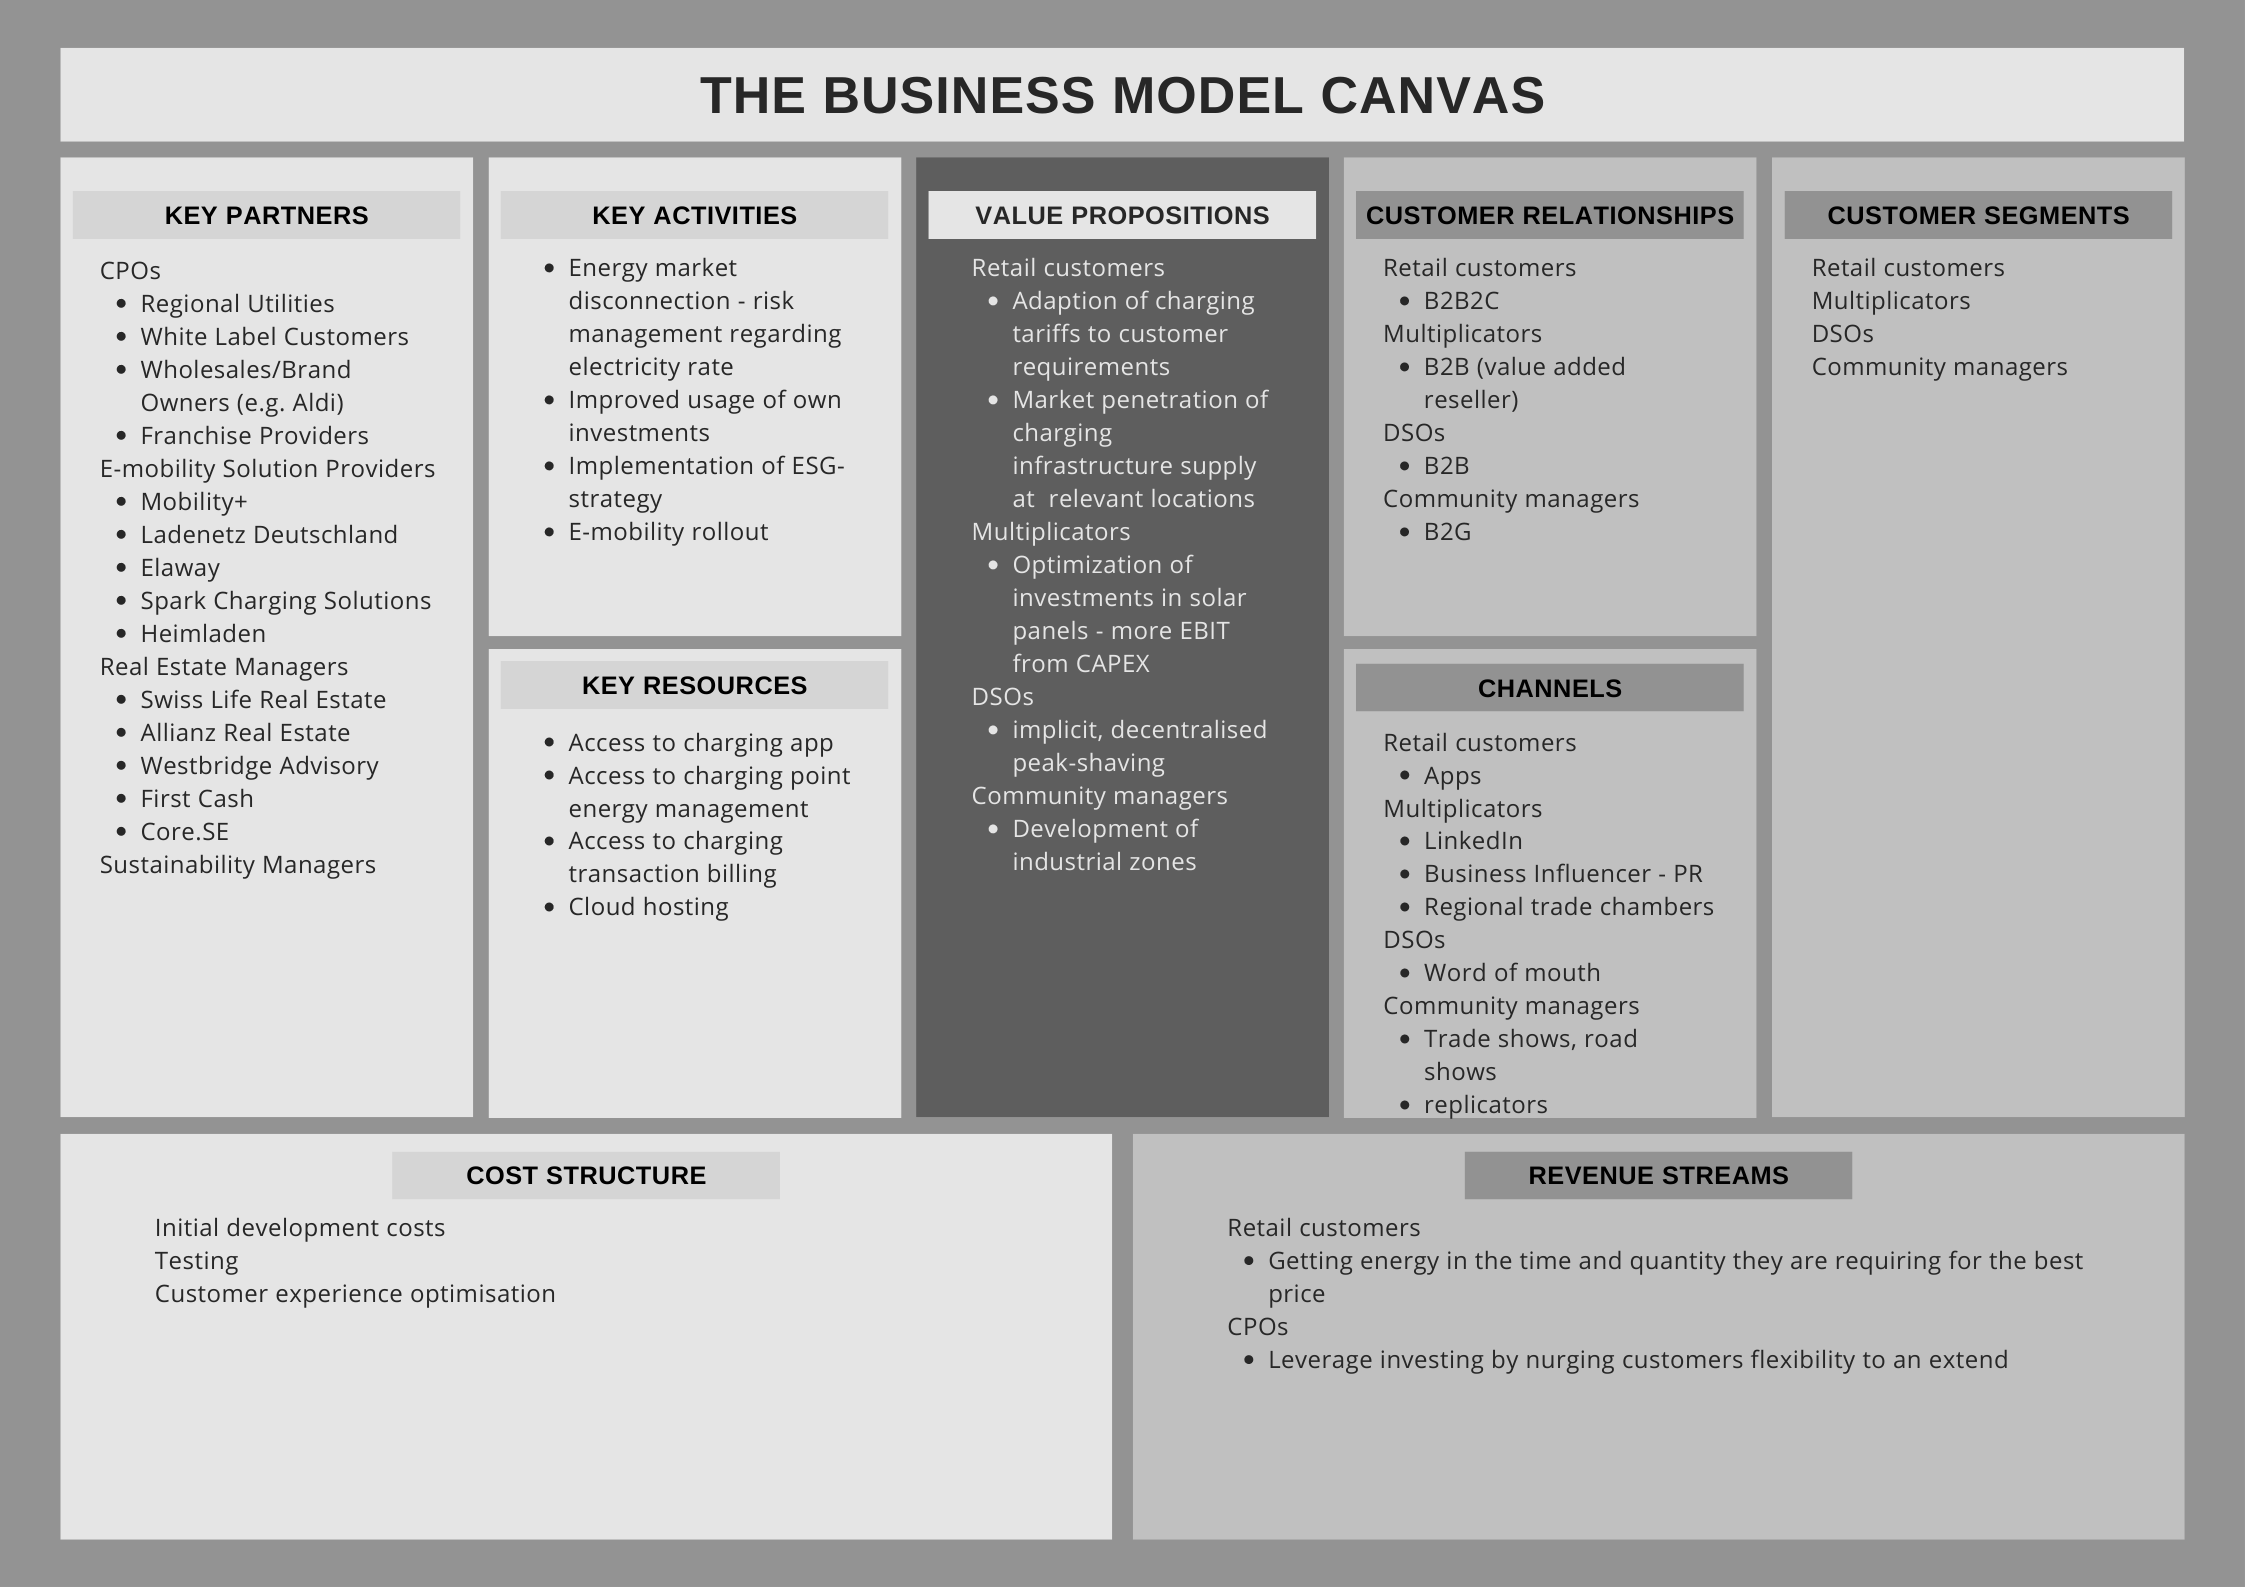 THE BUSINESS MODEL CANVAS
KEY PARTNERS
CPOs
• Regional Utilities
• White Label Customers
• Wholesales/Brand
Owners (e.g. Aldi)
• Franchise Providers
E-mobility Solution Providers
• Mobility+
• Ladenetz Deutschland
• Elaway
• Spark Charging Solutions
• Heimladen
Real Estate Managers
• Swiss Life Real Estate
• Allianz Real Estate
• Westbridge Advisory
• First Cash
• Core.SE
Sustainability Managers
KEY ACTIVITIES
• Energy market
disconnection - risk
management regarding
electricity rate
• Improved usage of own
investments
• Implementation of ESG-
strategy
• E-mobility rollout
KEY RESOURCES
• Access to charging app
• Access to charging point
energy management
• Access to charging
transaction billing
• Cloud hosting
VALUE PROPOSITIONS
Retail customers
• Adaption of charging
tariffs to customer
requirements
• Market penetration of
charging
infrastructure supply
at  relevant locations
Multiplicators
• Optimization of
investments in solar
panels - more EBIT
from CAPEX
DSOs
• implicit, decentralised
peak-shaving
Community managers
• Development of
industrial zones
CUSTOMER RELATIONSHIPS
Retail customers
• B2B2C
Multiplicators
• B2B (value added
reseller)
DSOs
• B2B
Community managers
• B2G
CHANNELS
Retail customers
• Apps
Multiplicators
• LinkedIn
• Business Influencer - PR
• Regional trade chambers
DSOs
• Word of mouth
Community managers
• Trade shows, road
shows
• replicators
CUSTOMER SEGMENTS
Retail customers
Multiplicators
DSOs
Community managers
COST STRUCTURE
Initial development costs
Testing
Customer experience optimisation
REVENUE STREAMS
Retail customers
• Getting energy in the time and quantity they are requiring for the best
price
CPOs
• Leverage investing by nurging customers flexibility to an extend